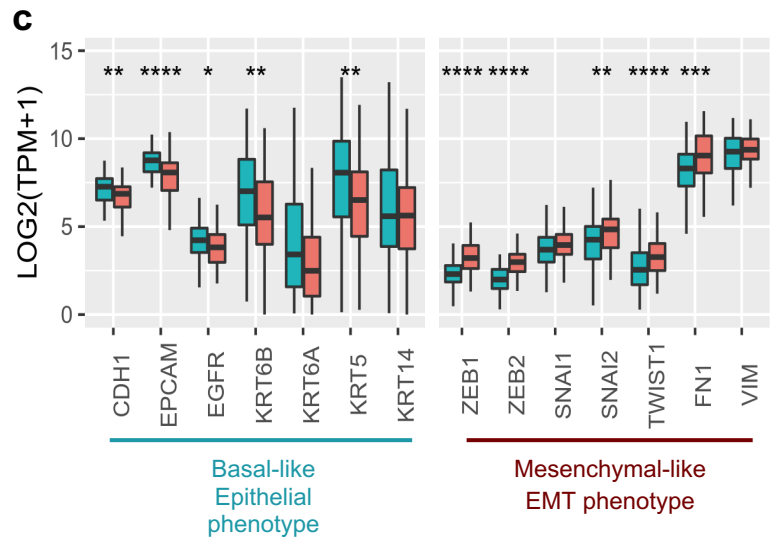 c
LOG2(TPM+1)
15
10
5
0
** **** * ** **
**** **** ** **** ***
CDH1
EPCAM
EGFR
KRT6B
KRT6A
KRT5
KRT14
ZEB1
ZEB2
SNAI1
SNAI2
TWIST1
FN1
VIM
Basal-like
Epithelial
phenotype
Mesenchymal-like
EMT phenotype